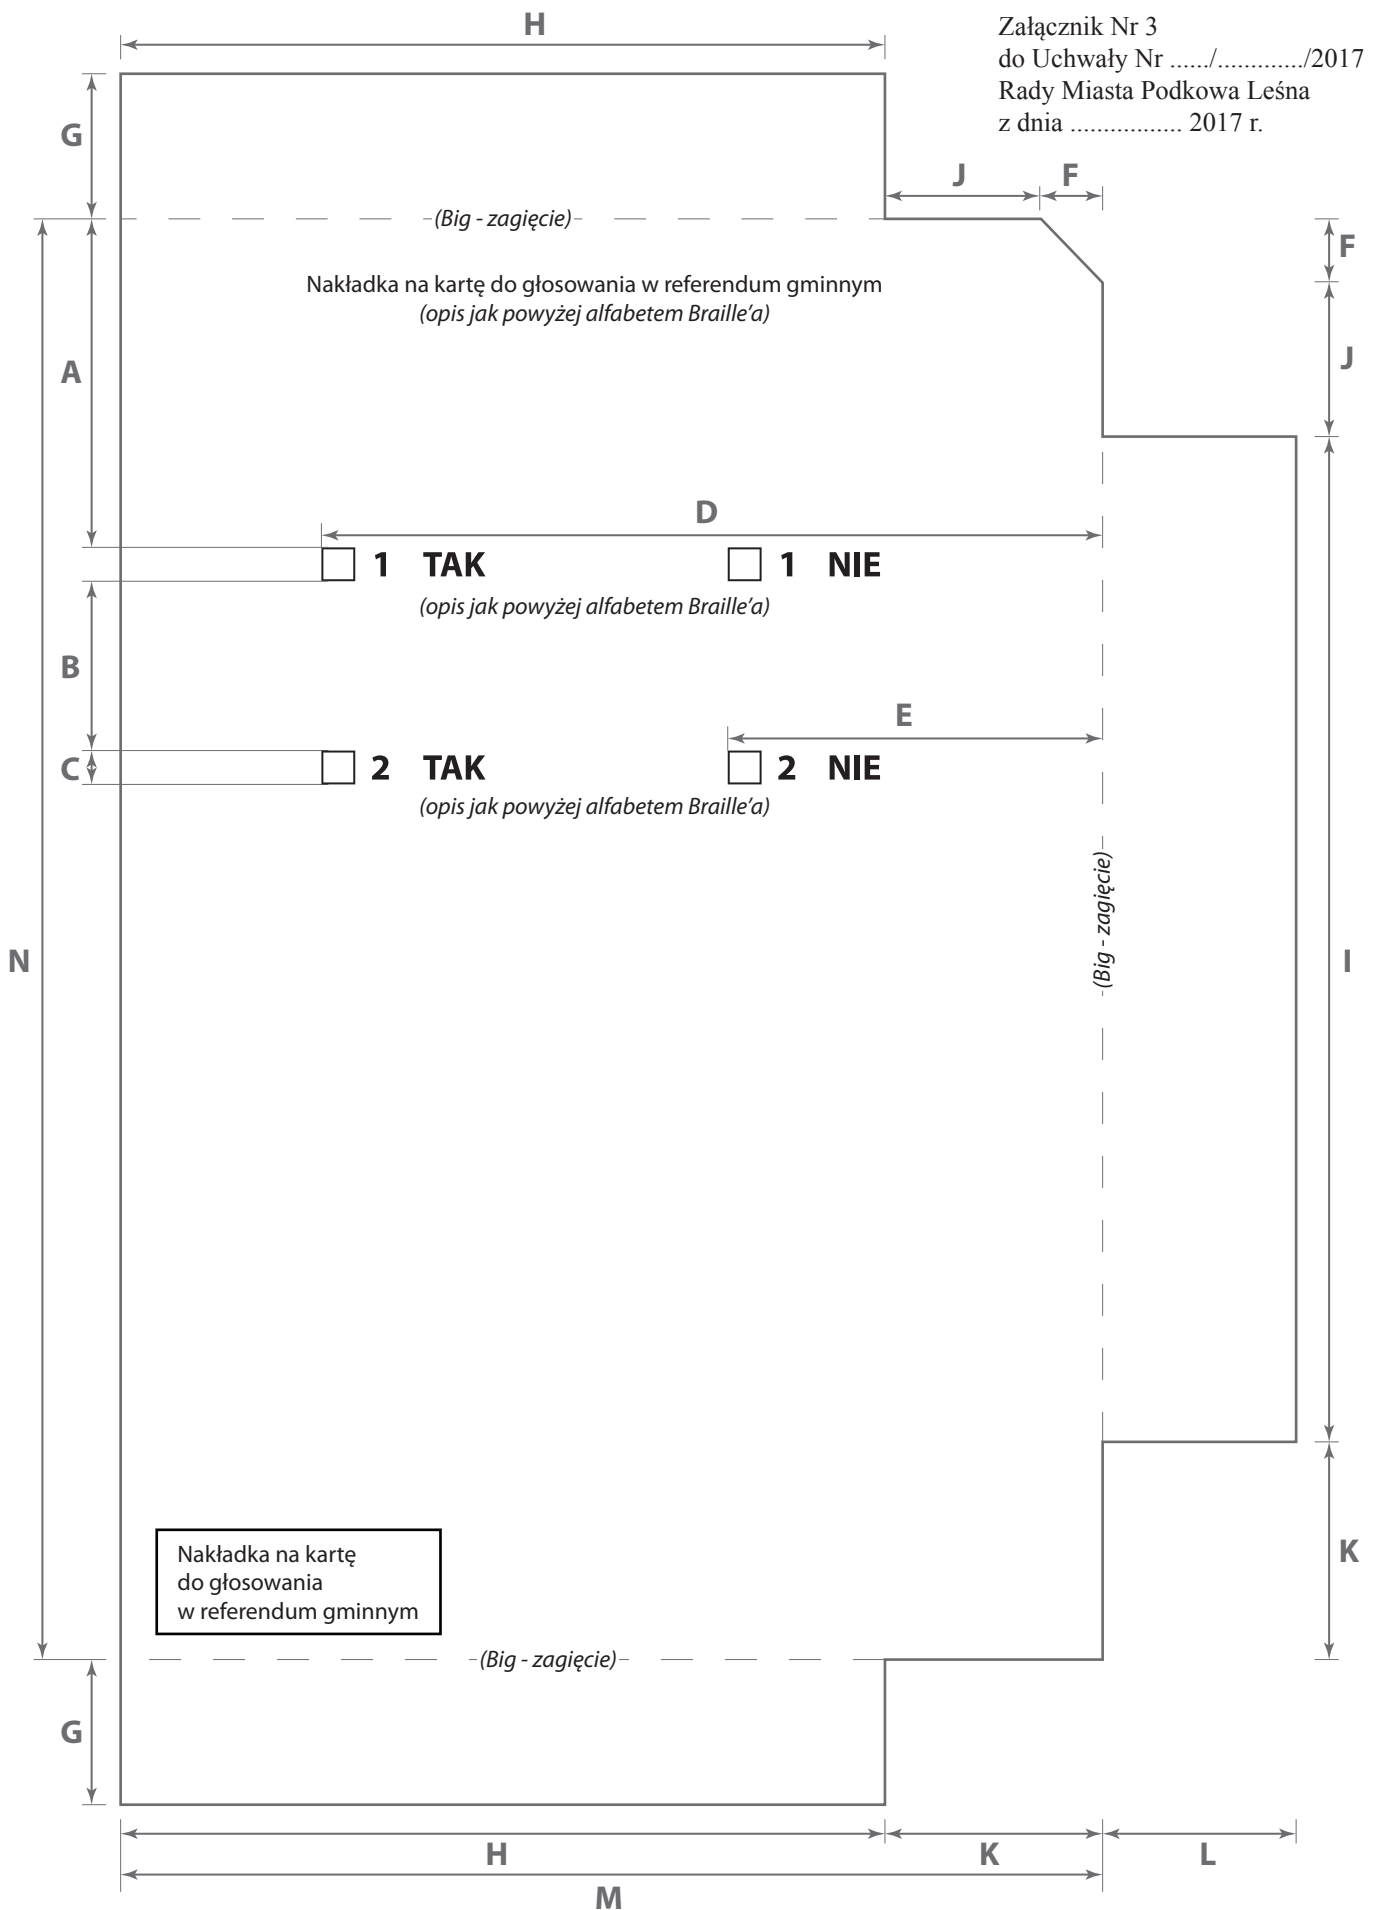 H
Załącznik Nr 3
do Uchwały Nr ....../............./2017
Rady Miasta Podkowa Leśna
z dnia ................. 2017 r.
G
J
F
(Big - zagięcie)
F
Nakładka na kartę do głosowania w referendum gminnym
(opis jak powyżej alfabetem Braille’a)
A
J
D
1 TAK
1 NIE
(opis jak powyżej alfabetem Braille’a)
B
E
C
2 TAK
2 NIE
(opis jak powyżej alfabetem Braille’a)
(Big - zagięcie)
N
I
Nakładka na kartę
do głosowania
w referendum gminnym
K
(Big - zagięcie)
G
H
K
L
M